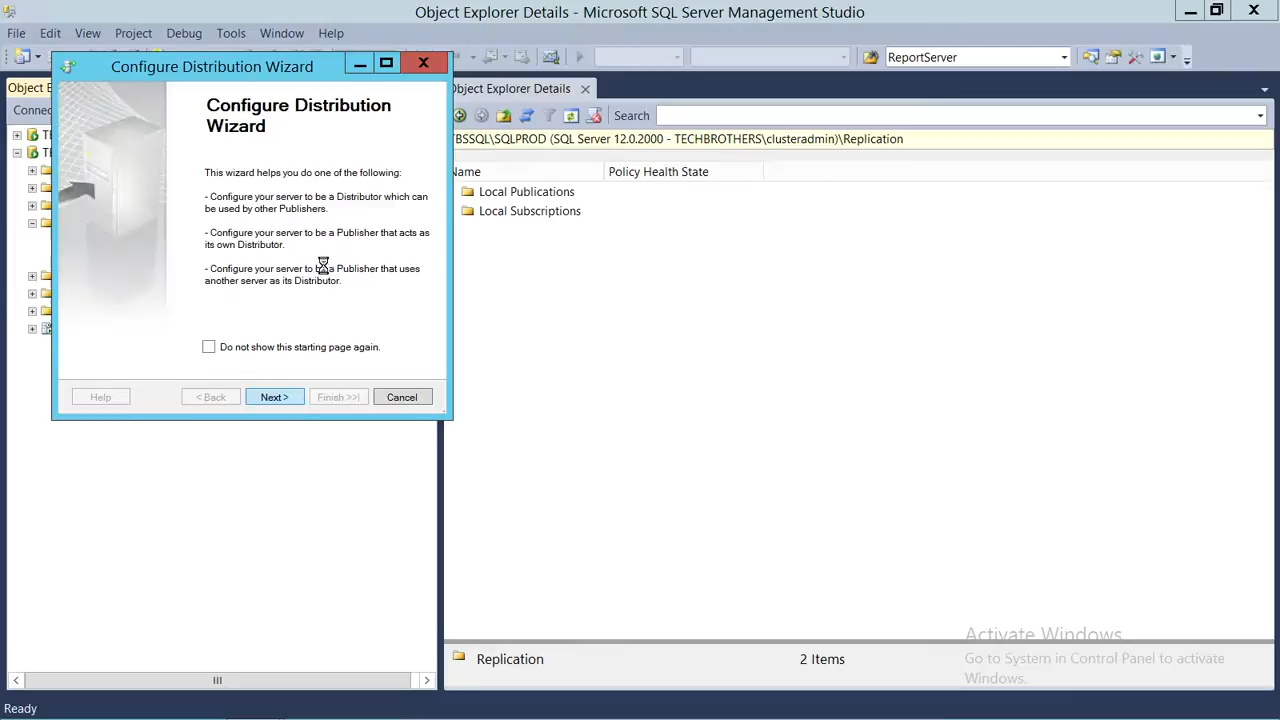 Object Explorer Details - Microsoft SQL Server Management Studio
File Edit View Project Debug Tools Window Help
ReportServer
Configure Distribution Wizard
Object E
Object Explorer Details
Connec
Search
TBSSQL\SQLPROD (SQL Server 12.0.2000 - TECHBROTHERS\clusteradmin)\Replication
Name Policy Health State
Local Publications
Local Subscriptions
Configure Distribution
Wizard
This wizard helps you do one of the following:
- Configure your server to be a Distributor which can
be used by other Publishers.
- Configure your server to be a Publisher that acts as
its own Distributor.
- Configure your server to be a Publisher that uses
another server as its Distributor.
Do not show this starting page again.
Help < Back Next > Finish >>| Cancel
Replication 2 Items
Activate Windows
Go to System in Control Panel to activate
Windows.
Ready